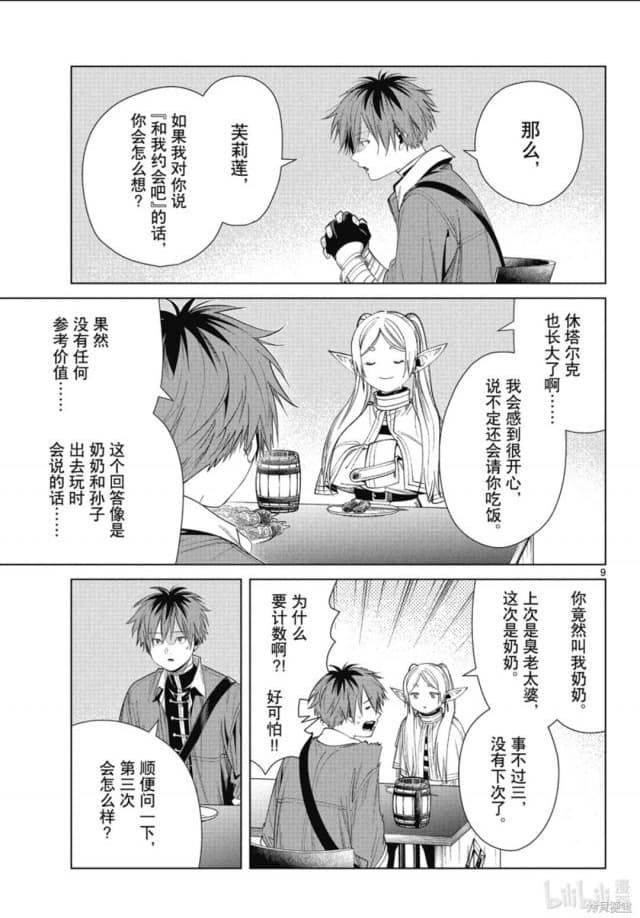 那么，
芙莉莲，
如果我对你说
『和我约会吧』的话，
你会怎么想？
休塔尔克
也长大了啊……
我会感到很开心，
说不定还会请你吃饭。
果然
没有任何
参考价值……
这个回答像是
奶奶和孙子
出去玩时
会说的话……
9
你竟然叫我奶奶。
上次是臭老太婆，
这次是奶奶。
事不过三，
没有下次了。
为什么
要计数啊？!
好可怕!!
顺便问一下，
第三次
会怎么样？
bilibili
漫画